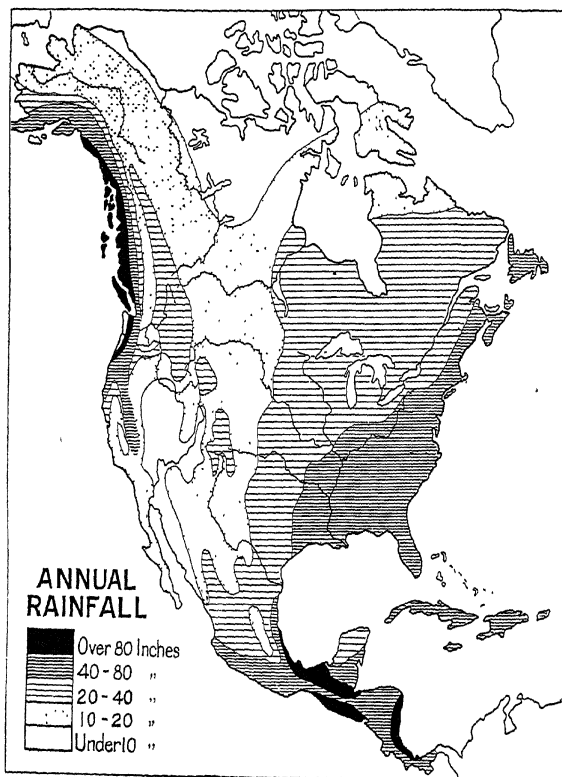 ANNUAL
RAINFALL
Over 80 Inches
40-80 "
20-40 "
10-20 "
Under 10 "